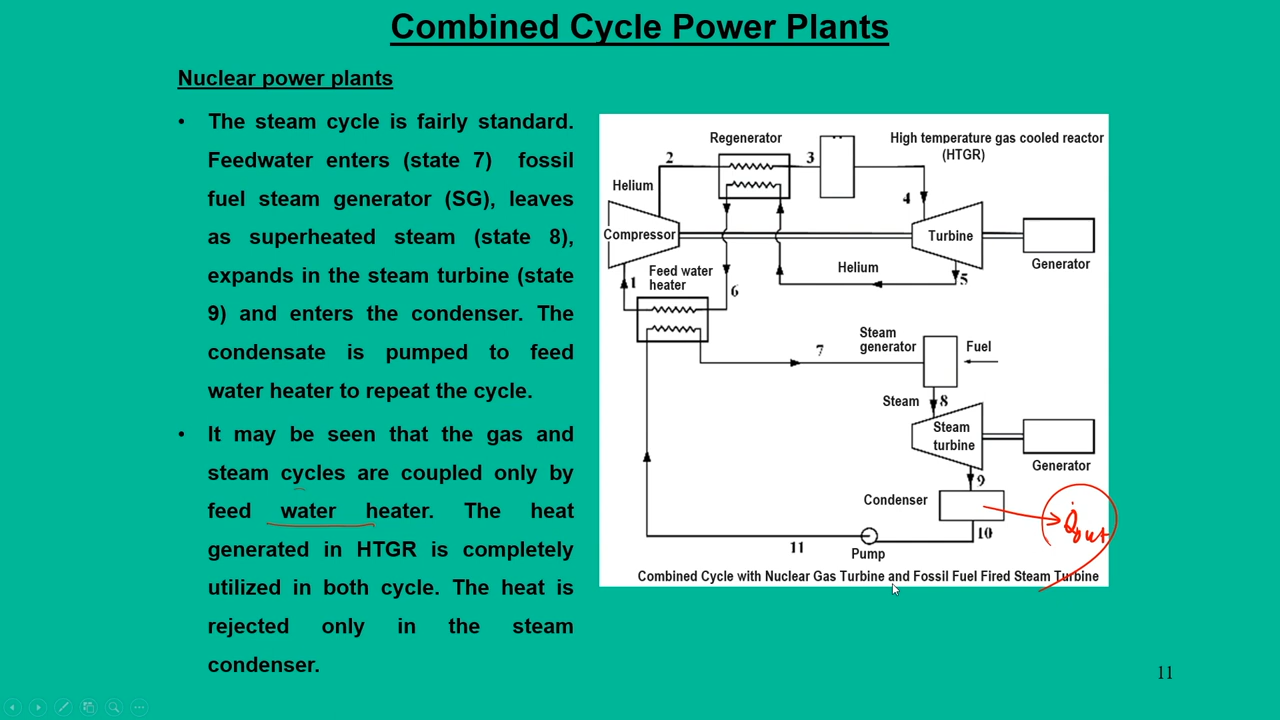 Combined Cycle Power Plants
Nuclear power plants
• The steam cycle is fairly standard.
Feedwater enters (state 7) fossil
fuel steam generator (SG), leaves
as superheated steam (state 8),
expands in the steam turbine (state
9) and enters the condenser. The
condensate is pumped to feed
water heater to repeat the cycle.
• It may be seen that the gas and
steam cycles are coupled only by
feed water heater. The heat
generated in HTGR is completely
utilized in both cycle. The heat is
rejected only in the steam
condenser.
Regenerator
High temperature gas cooled reactor
(HTGR)
2
3
Helium
4
Compressor
Turbine
Generator
Feed water
heater
Helium
1
6
5
Steam
generator
Fuel
7
Steam
8
Steam
turbine
Generator
9
Condenser
Q̇out
10
11
Pump
Combined Cycle with Nuclear Gas Turbine and Fossil Fuel Fired Steam Turbine
11